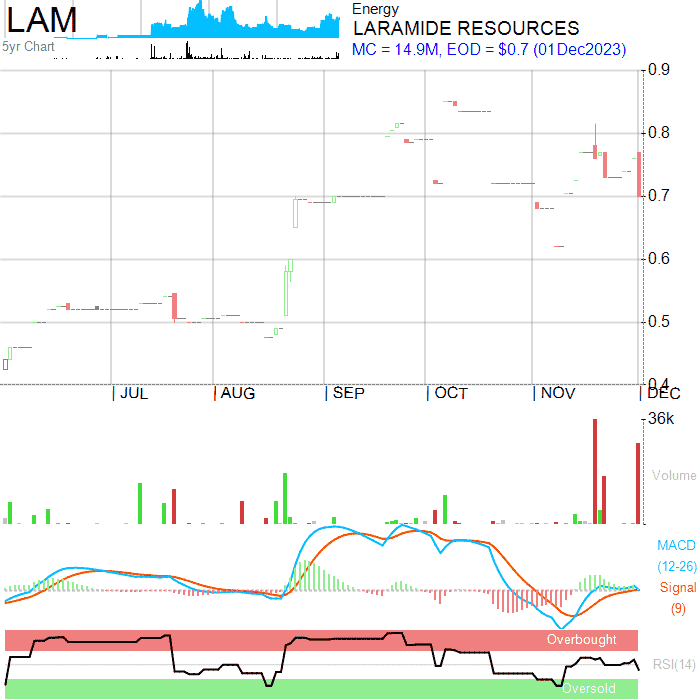 LAM
5yr Chart
Energy
LARAMIDE RESOURCES
MC = 14.9M, EOD = $0.7 (01Dec2023)
0.9
0.8
0.7
0.6
0.5
0.4
| JUL | AUG | SEP | OCT | NOV | DEC
36k
Volume
MACD
(12-26)
Signal
(9)
Overbought
RSI(14)
Oversold